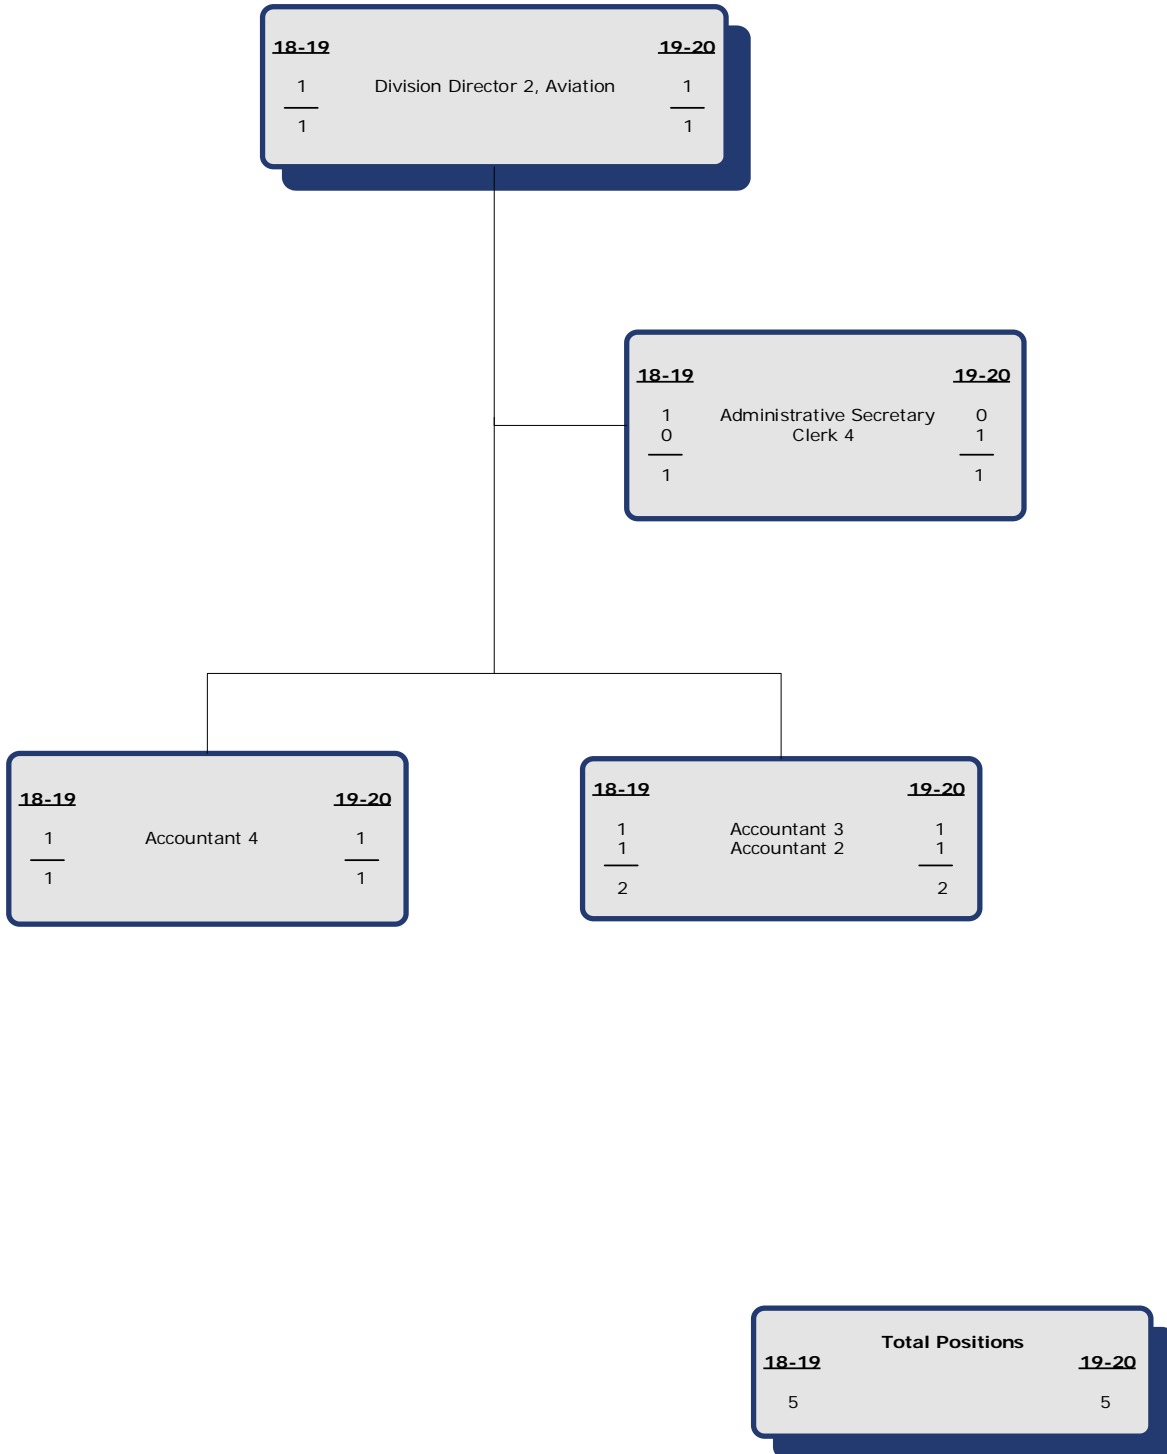 18-19 19-20
1 Division Director 2, Aviation 1
1 1
18-19 19-20
1 Administrative Secretary 0
0 Clerk 4 1
1 1
18-19 19-20
1 Accountant 4 1
1 1
18-19 19-20
1 Accountant 3 1
1 Accountant 2 1
2 2
Total Positions
18-19 19-20
5 5